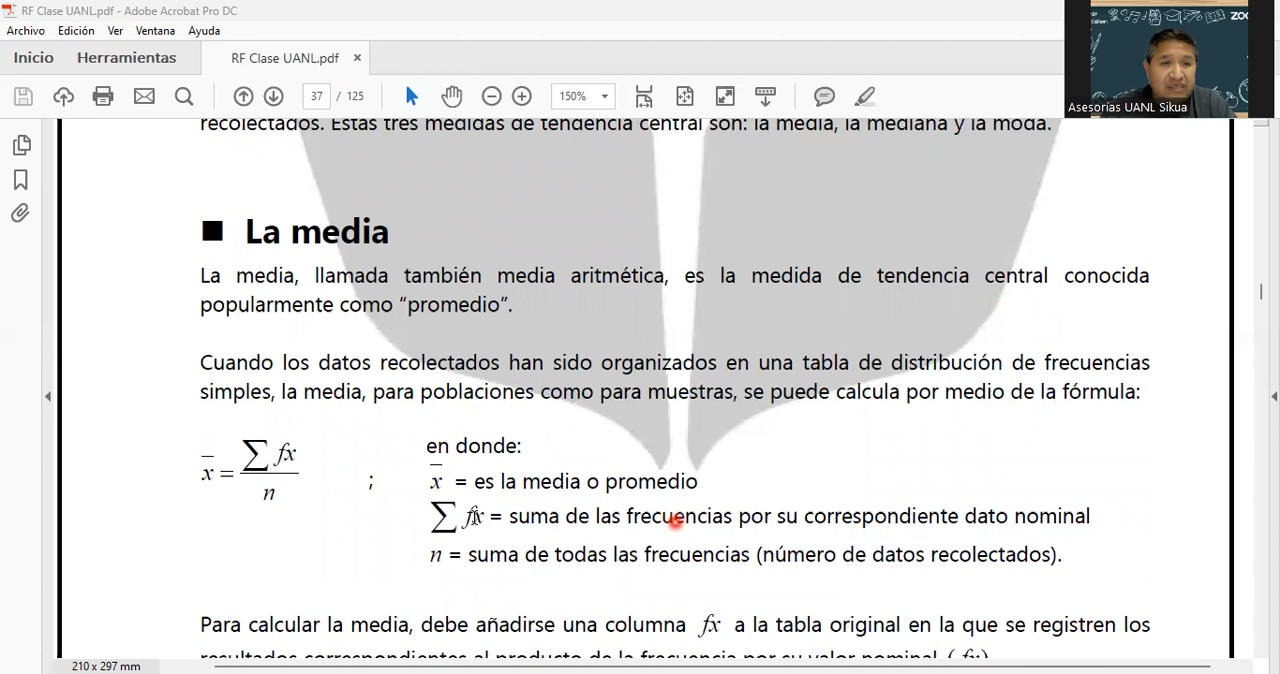 RF Clase UANL.pdf - Adobe Acrobat Pro DC
Archivo Edición Ver Ventana Ayuda
Inicio Herramientas RF Clase UANL.pdf ×
37 / 125 150%
ZOO
Asesorías UANL Sikua
recolectados. Estas tres medidas de tendencia central son: la media, la mediana y la moda.
■ La media
La media, llamada también media aritmética, es la medida de tendencia central conocida
popularmente como “promedio”.
Cuando los datos recolectados han sido organizados en una tabla de distribución de frecuencias
simples, la media, para poblaciones como para muestras, se puede calcula por medio de la fórmula:
x̄ = ∑ fx / n ; en donde:
x̄ = es la media o promedio
∑ fx = suma de las frecuencias por su correspondiente dato nominal
n = suma de todas las frecuencias (número de datos recolectados).
Para calcular la media, debe añadirse una columna fx a la tabla original en la que se registren los
resultados correspondientes al producto de la frecuencia por su valor nominal ( fx)
210 x 297 mm